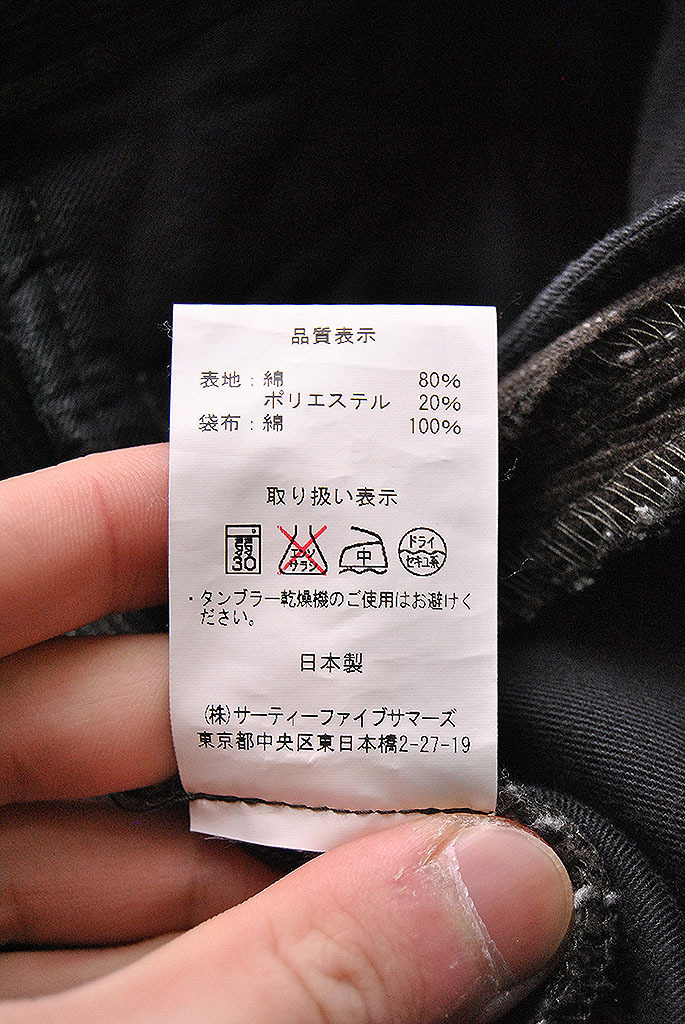 品質表示
表地：綿 80%
ポリエステル 20%
袋布：綿 100%
取り扱い表示
弱
30
エンソ
サラシ
中
ドライ
セキユ系
・タンブラー乾燥機のご使用はお避けく
ださい。
日本製
(株)サーティーファイブサマーズ
東京都中央区東日本橋2-27-19